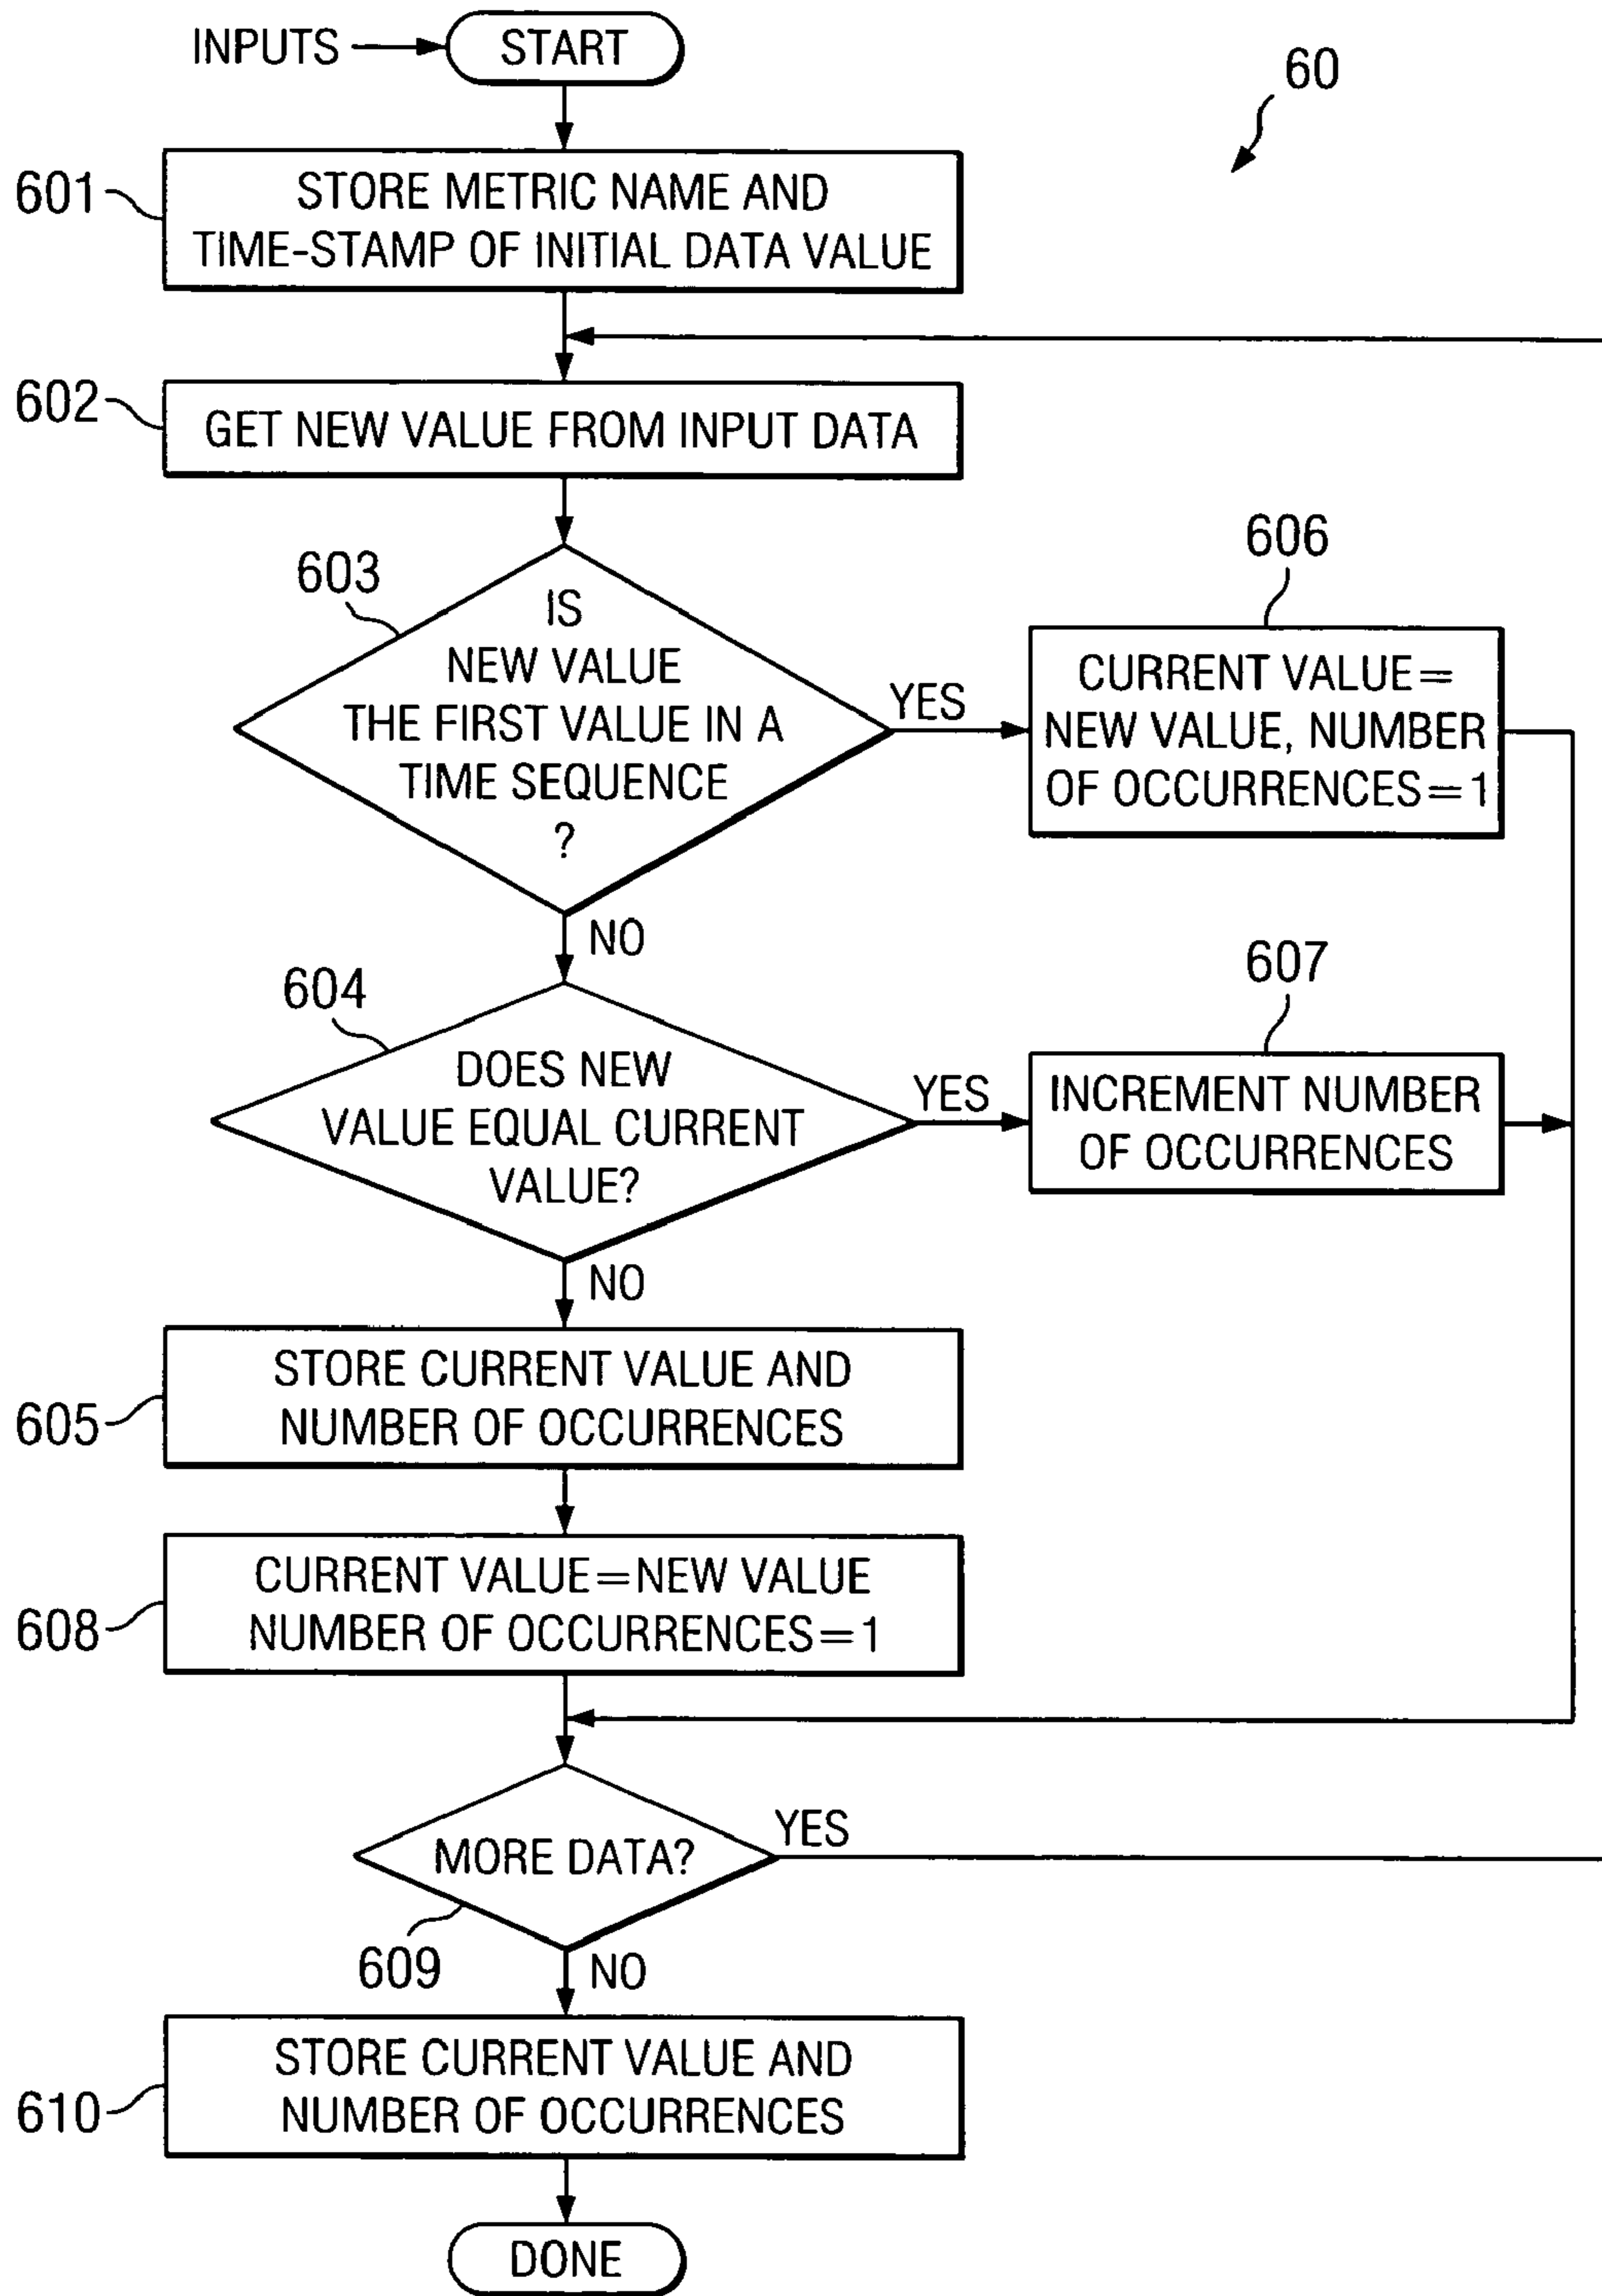 INPUTS
START
60
601
STORE METRIC NAME AND
TIME-STAMP OF INITIAL DATA VALUE
602
GET NEW VALUE FROM INPUT DATA
603
IS
NEW VALUE
THE FIRST VALUE IN A
TIME SEQUENCE
?
YES
606
CURRENT VALUE=
NEW VALUE, NUMBER
OF OCCURRENCES=1
NO
604
DOES NEW
VALUE EQUAL CURRENT
VALUE?
YES
607
INCREMENT NUMBER
OF OCCURRENCES
NO
605
STORE CURRENT VALUE AND
NUMBER OF OCCURRENCES
608
CURRENT VALUE=NEW VALUE
NUMBER OF OCCURRENCES=1
MORE DATA?
YES
609
NO
610
STORE CURRENT VALUE AND
NUMBER OF OCCURRENCES
DONE